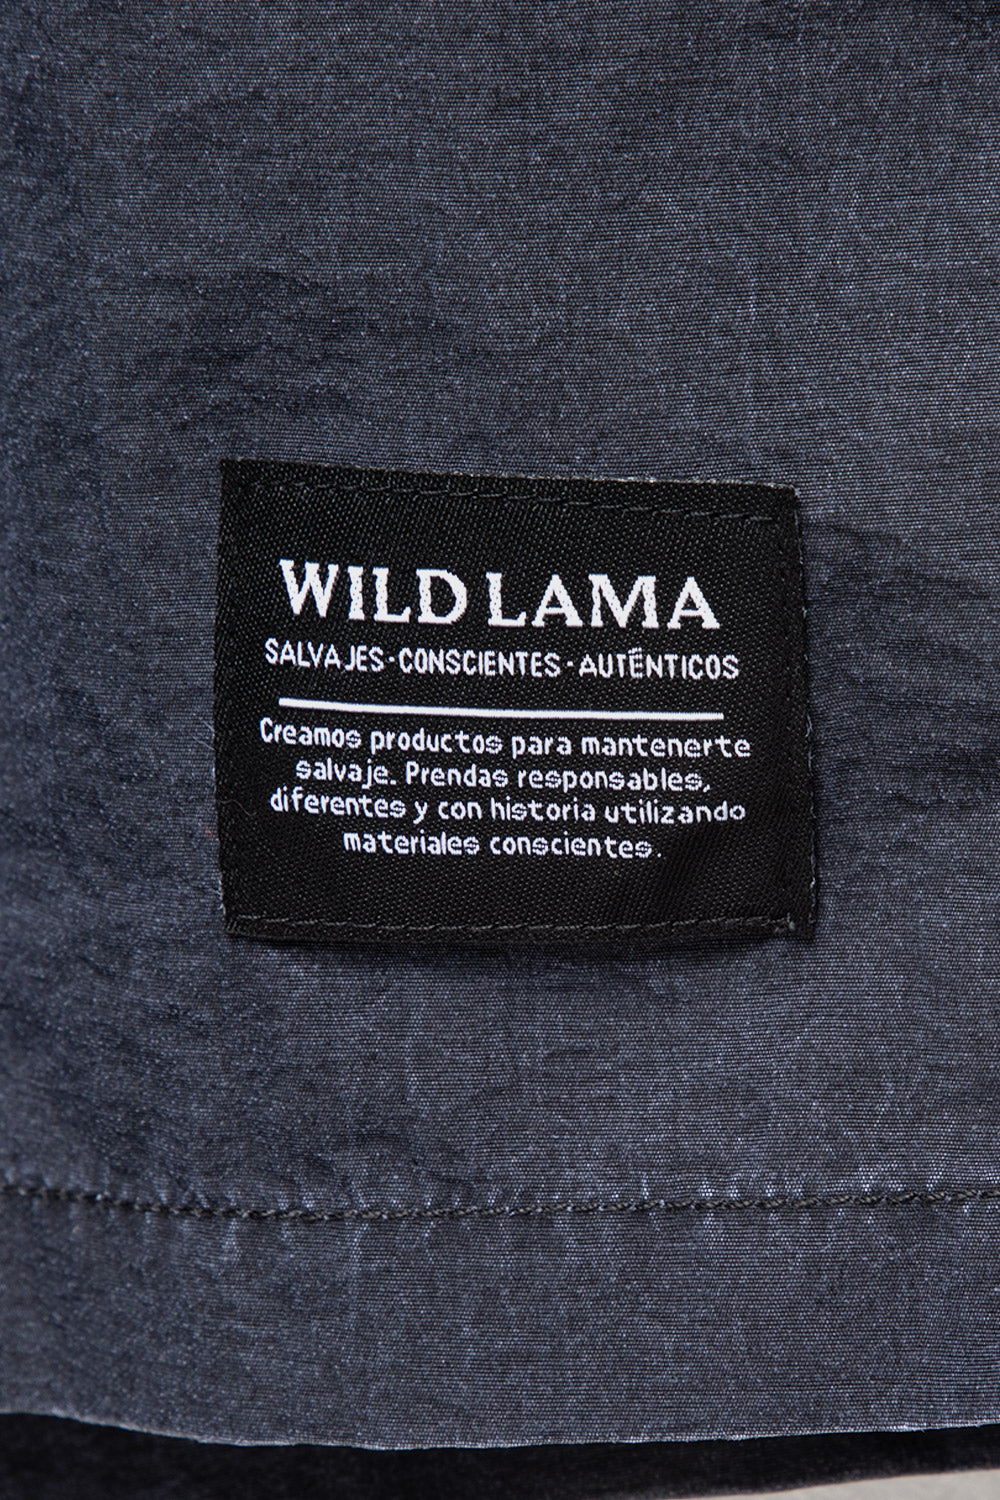 WILD LAMA
SALVAJES·CONSCIENTES·AUTÉNTICOS
Creamos productos para mantenerte
salvaje. Prendas responsables,
diferentes y con historia utilizando
materiales conscientes.